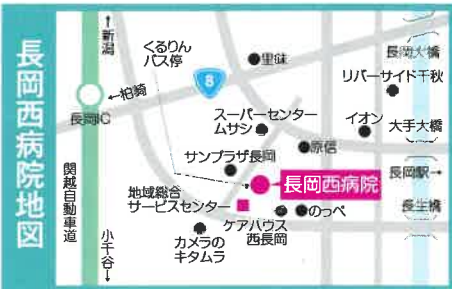 長岡西病院地図
↑新潟
くるりん
バス停
里味
長岡大橋
8
リバーサイド千秋
←柏崎
長岡IC
スーパーセンター
ムサシ
イオン
大手大橋
原信
サンプラザ長岡
長岡西病院
長岡駅→
関越自動車道
地域総合
サービスセンター
のっぺ
長生橋
ケアハウス
西長岡
カメラの
キタムラ
小千谷↓